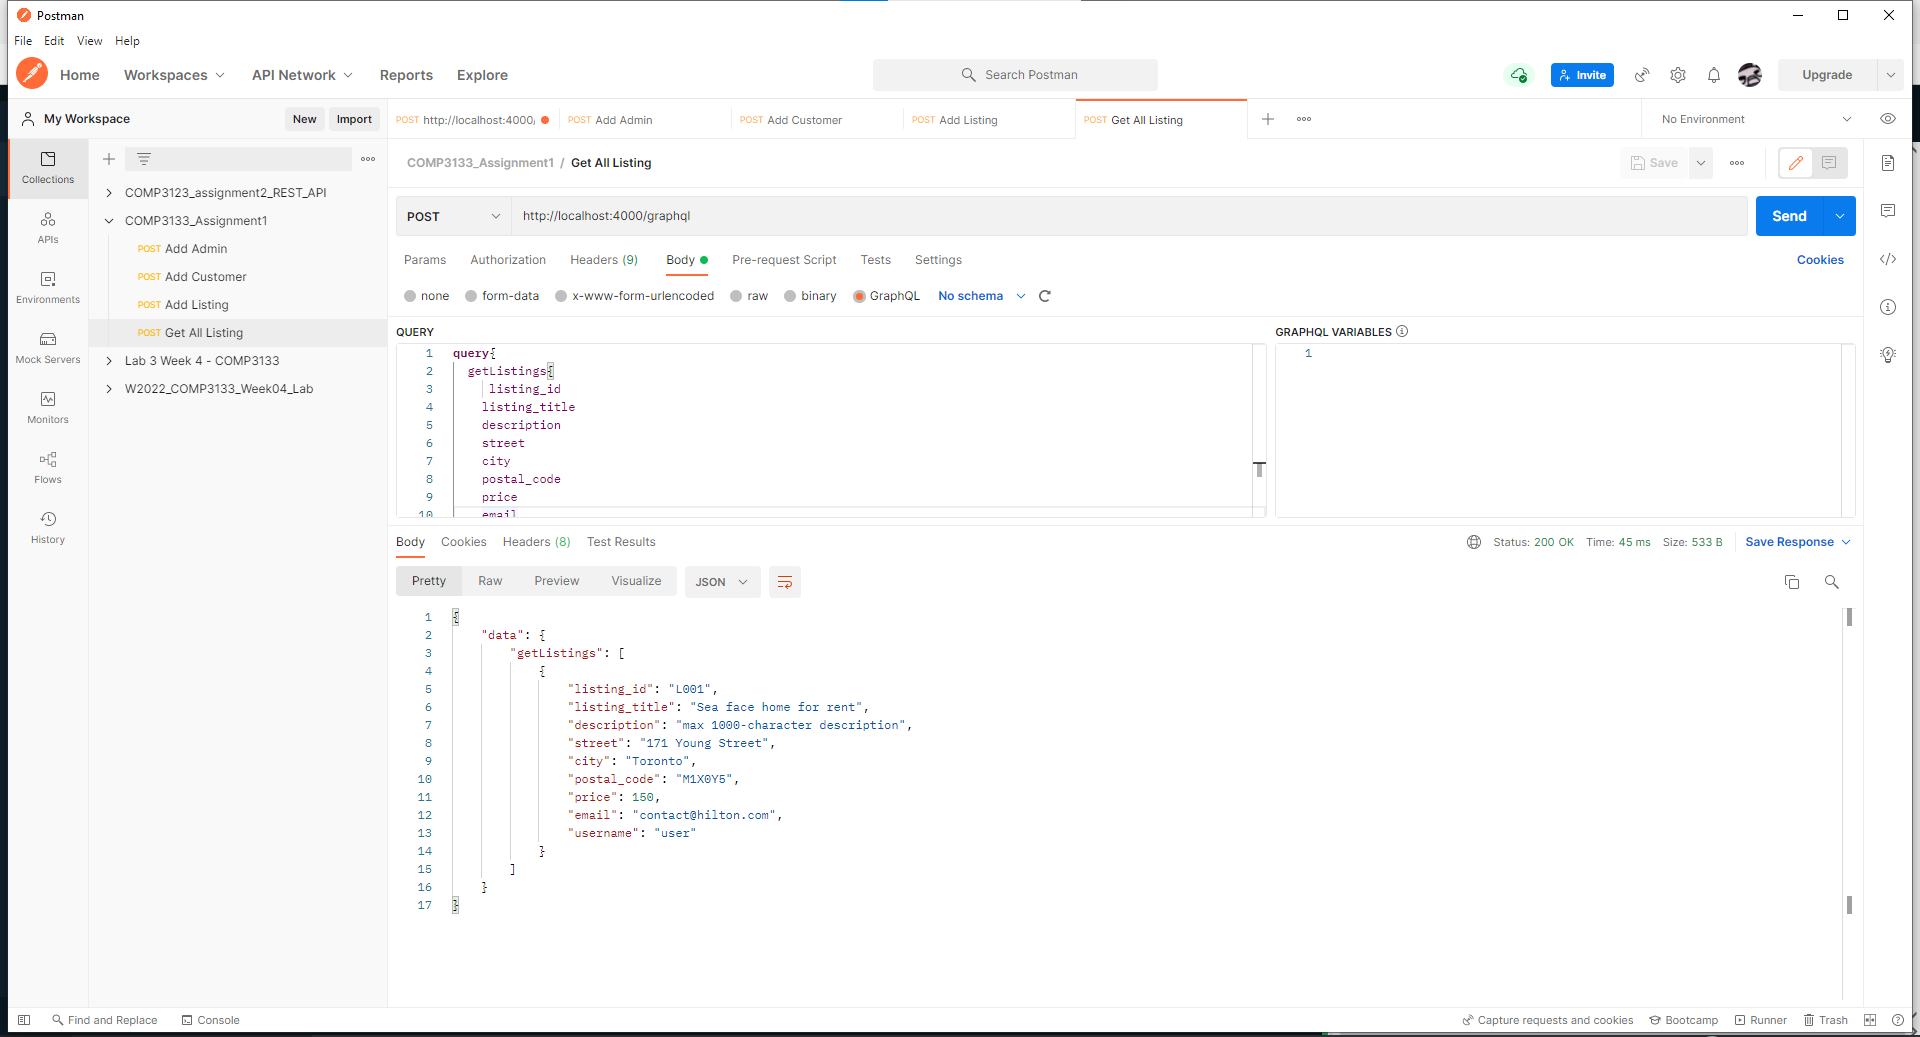 Postman
File Edit View Help
Home Workspaces API Network Reports Explore
Search Postman
Invite
Upgrade
My Workspace
New Import
POST http://localhost:4000/
POST Add Admin
POST Add Customer
POST Add Listing
POST Get All Listing
No Environment
Collections
APIs
Environments
Mock Servers
Monitors
Flows
History
COMP3123_assignment2_REST_API
COMP3133_Assignment1
POST Add Admin
POST Add Customer
POST Add Listing
POST Get All Listing
Lab 3 Week 4 - COMP3133
W2022_COMP3133_Week04_Lab
COMP3133_Assignment1 / Get All Listing
Save
POST http://localhost:4000/graphql
Send
Params Authorization Headers (9) Body Pre-request Script Tests Settings
Cookies
none form-data x-www-form-urlencoded raw binary GraphQL No schema
QUERY
1 query{
2 getListings{
3 listing_id
4 listing_title
5 description
6 street
7 city
8 postal_code
9 price
10 email
GRAPHQL VARIABLES
1
Body Cookies Headers (8) Test Results
Status: 200 OK Time: 45 ms Size: 533 B Save Response
Pretty Raw Preview Visualize JSON
1 {
2 "data": {
3 "getListings": [
4 {
5 "listing_id": "L001",
6 "listing_title": "Sea face home for rent",
7 "description": "max 1000-character description",
8 "street": "171 Young Street",
9 "city": "Toronto",
10 "postal_code": "M1X0Y5",
11 "price": 150,
12 "email": "contact@hilton.com",
13 "username": "user"
14 }
15 ]
16 }
17 }
Find and Replace Console
Capture requests and cookies Bootcamp Runner Trash